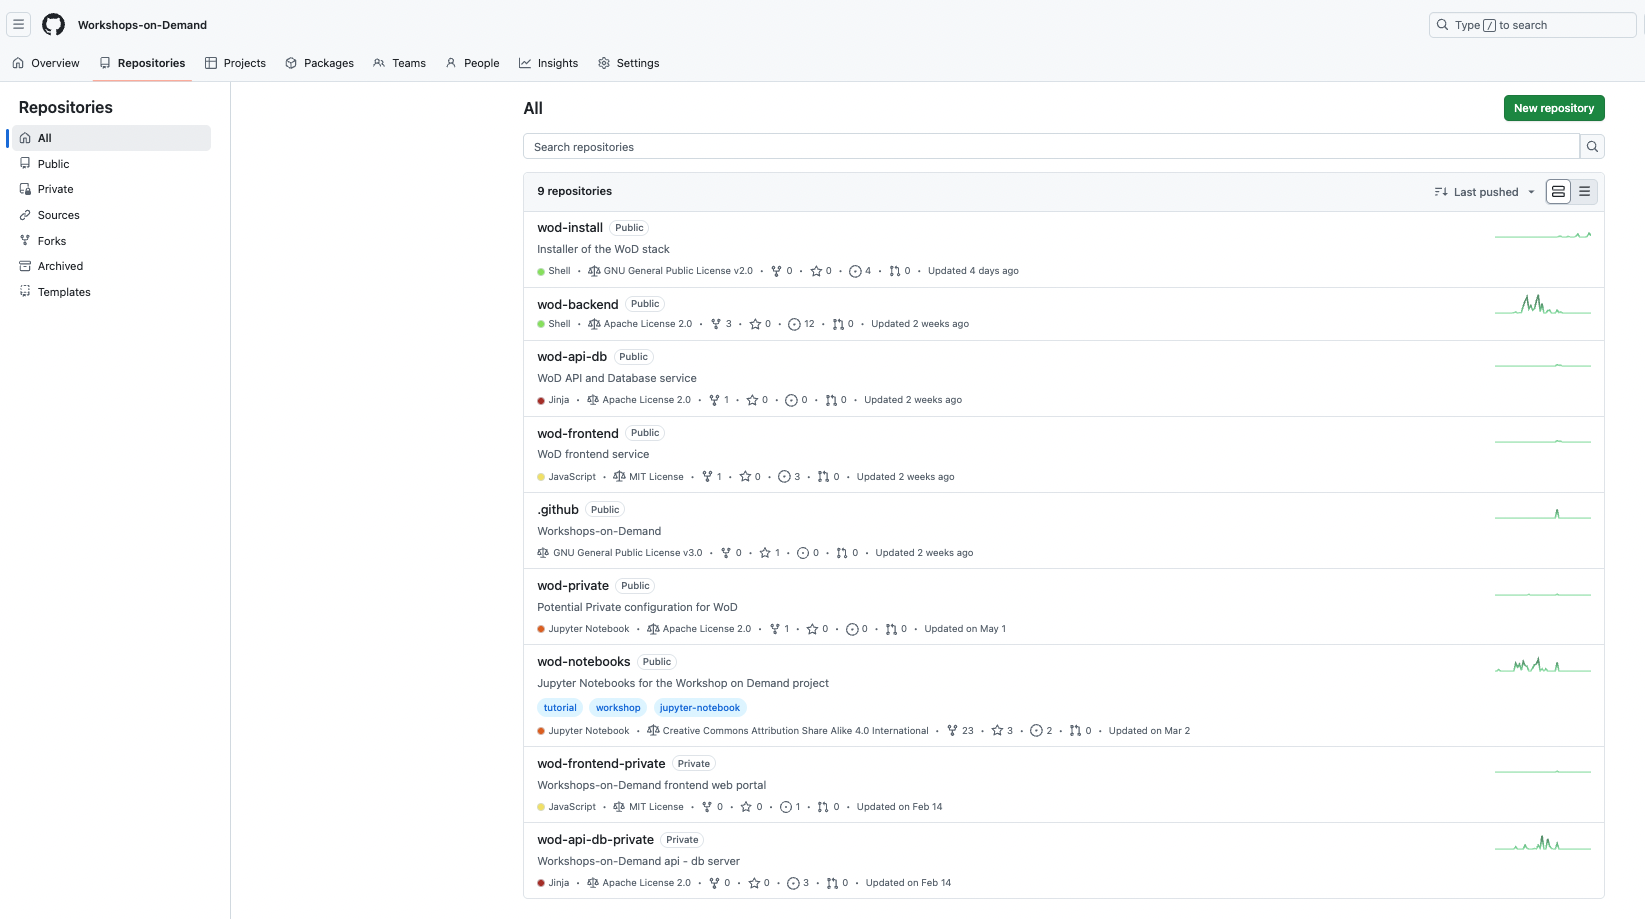 Workshops-on-Demand
Type / to search
Overview Repositories Projects Packages Teams People Insights Settings
Repositories
All
Public
Private
Sources
Forks
Archived
Templates
All
New repository
Search repositories
9 repositories
Last pushed
wod-install Public
Installer of the WoD stack
Shell • GNU General Public License v2.0 • 0 • 0 • 4 • 0 • Updated 4 days ago
wod-backend Public
Shell • Apache License 2.0 • 3 • 0 • 12 • 0 • Updated 2 weeks ago
wod-api-db Public
WoD API and Database service
Jinja • Apache License 2.0 • 1 • 0 • 0 • 0 • Updated 2 weeks ago
wod-frontend Public
WoD frontend service
JavaScript • MIT License • 1 • 0 • 3 • 0 • Updated 2 weeks ago
.github Public
Workshops-on-Demand
GNU General Public License v3.0 • 0 • 1 • 0 • 0 • Updated 2 weeks ago
wod-private Public
Potential Private configuration for WoD
Jupyter Notebook • Apache License 2.0 • 1 • 0 • 0 • 0 • Updated on May 1
wod-notebooks Public
Jupyter Notebooks for the Workshop on Demand project
tutorial workshop jupyter-notebook
Jupyter Notebook • Creative Commons Attribution Share Alike 4.0 International • 23 • 3 • 2 • 0 • Updated on Mar 2
wod-frontend-private Private
Workshops-on-Demand frontend web portal
JavaScript • MIT License • 0 • 0 • 1 • 0 • Updated on Feb 14
wod-api-db-private Private
Workshops-on-Demand api - db server
Jinja • Apache License 2.0 • 0 • 0 • 3 • 0 • Updated on Feb 14